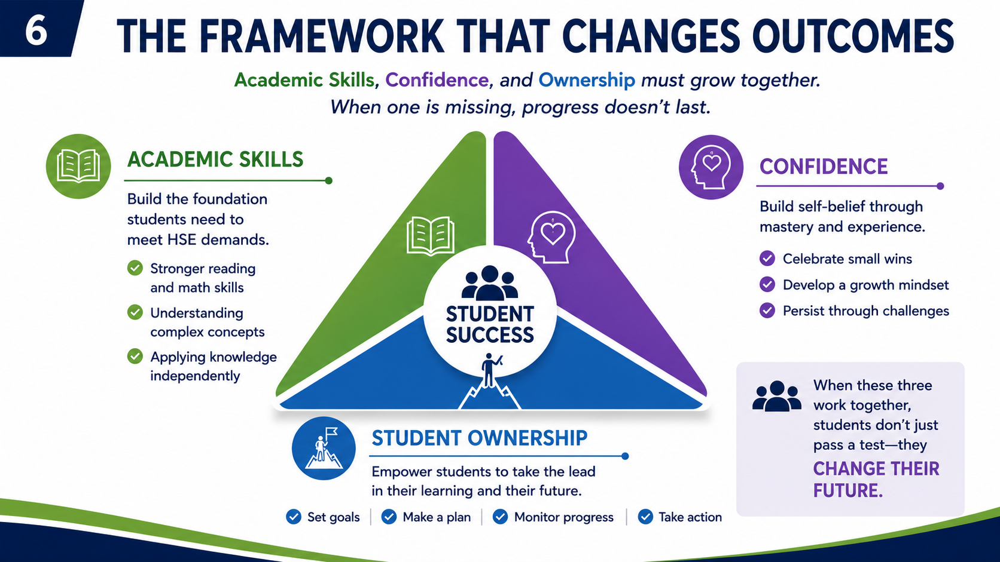 6
THE FRAMEWORK THAT CHANGES OUTCOMES
Academic Skills, Confidence, and Ownership must grow together.
When one is missing, progress doesn't last.
ACADEMIC SKILLS
Build the foundation
students need to
meet HSE demands.
Stronger reading
and math skills
Understanding
complex concepts
Applying knowledge
independently
STUDENT
SUCCESS
CONFIDENCE
Build self-belief through
mastery and experience.
Celebrate small wins
Develop a growth mindset
Persist through challenges
STUDENT OWNERSHIP
Empower students to take the lead
in their learning and their future.
Set goals
Make a plan
Monitor progress
Take action
When these three
work together,
students don't just
pass a test—they
CHANGE THEIR
FUTURE.